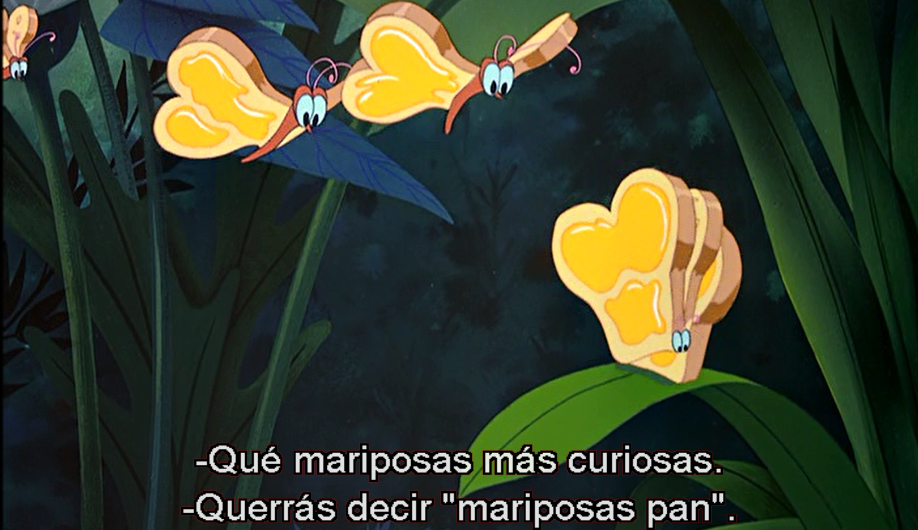 -Qué mariposas más curiosas.
-Querrás decir "mariposas pan".